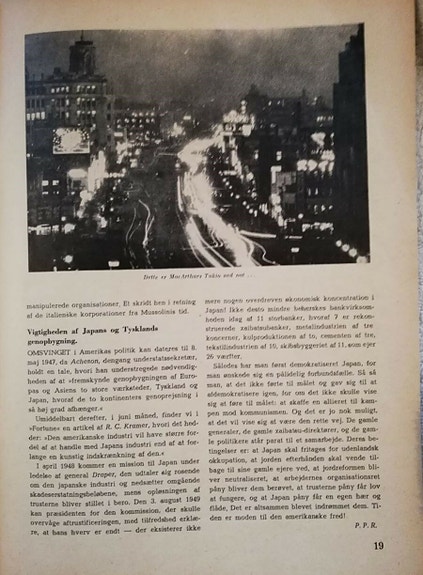 Dette er MacArthurs Tokio ved nat ...
manipulerede organisationer. Et skridt hen i retning
af de italienske korporationer fra Mussolinis tid.
Vigtigheden af Japans og Tysklands
genopbygning.
OMSVINGET i Amerikas politik kan dateres til 8.
maj 1947, da Acheson, dengang understatssekretær,
holdt en tale, hvori han understregede nødvendig-
heden af at »fremskynde genopbygningen af Euro-
pas og Asiens to store værksteder, Tyskland og
Japan, hvoraf de to kontinenters genoprejsning i
så høj grad afhænger.«
Umiddelbart derefter, i juni måned, finder vi i
»Fortune« en artikel af R. C. Kramer, hvori det hed-
der: »Den amerikanske industri vil have større for-
del af at handle med Japans industri end af at for-
lange en kunstig indskrænkning af den.«
I april 1948 kommer en mission til Japan under
ledelse af general Draper, den udtaler sig rosende
om den japanske industri og nedsætter omgående
skadeserstatningsbeløbene, mens opløsningen af
trusterne bliver stillet i bero. Den 3. august 1949
kan præsidenten for den kommission, der skulle
overvåge aftrustificeringen, med tilfredshed erklæ-
re, at hans hverv er endt — der eksisterer ikke
mere nogen overdreven økonomisk koncentration i
Japan! Ikke desto mindre beherskes bankvirksom-
heden idag af 11 storbanker, hvoraf 7 er rekon-
struerede zaibatsubanker, metalindustrien af tre
koncerner, kulproduktionen af to, cementen af tre,
tekstilindustrien af 10, skibsbyggeriet af 11, som ejer
26 værfter.
Således har man først demokratiseret Japan, for
man ønskede sig en pålidelig forbundsfælle. Så så
man, at det ikke førte til målet og gav sig til at
afdemokratisere igen, for om det ikke skulle vise
sig at føre til målet: at skaffe en allieret til kam-
pen mod kommunismen. Og det er jo nok muligt,
at det vil vise sig at være den rette vej. De gamle
generaler, de gamle zaibatsu-direktører, og de gam-
le politikere står parat til et samarbejde. Deres be-
tingelser er: at Japan skal fritages for udenlandsk
okkupation, at jorden efterhånden skal vende til-
bage til sine gamle ejere ved, at jordreformen bli-
ver neutraliseret, at arbejdernes organisationsret
påny bliver dem berøvet, at trusterne påny får lov
at fungere, og at Japan påny får en egen hær og
flåde. Det er altsammen blevet indrømmet dem. Ti-
den er moden til den amerikanske fred!
P. P. R.
19